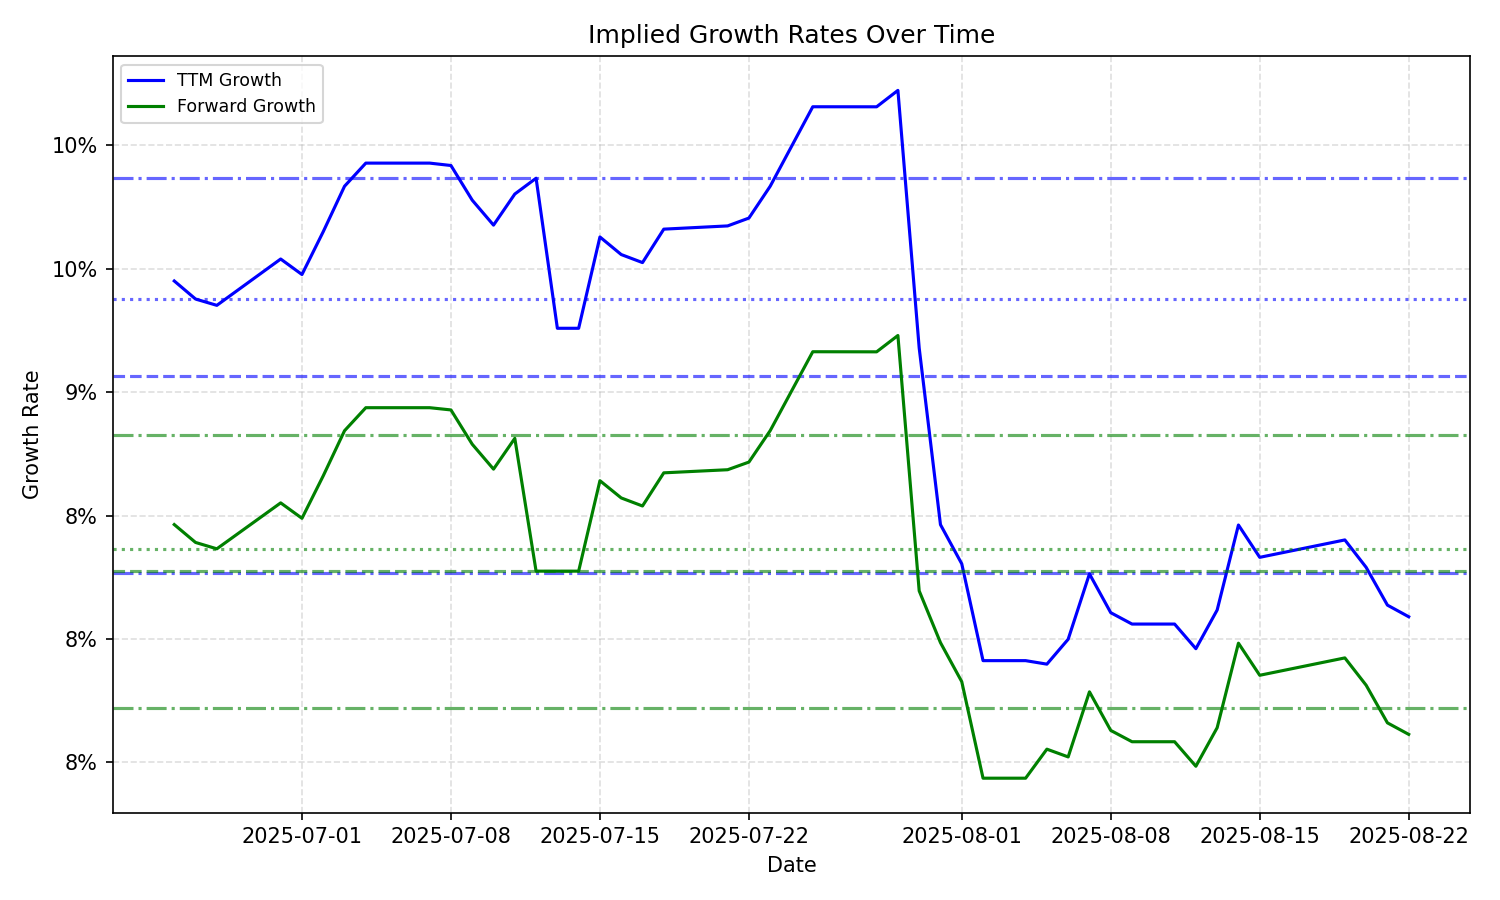 Implied Growth Rates Over Time
TTM Growth
Forward Growth
10%
10%
9%
8%
8%
8%
Growth Rate
2025-07-01
2025-07-08
2025-07-15
2025-07-22
2025-08-01
2025-08-08
2025-08-15
2025-08-22
Date